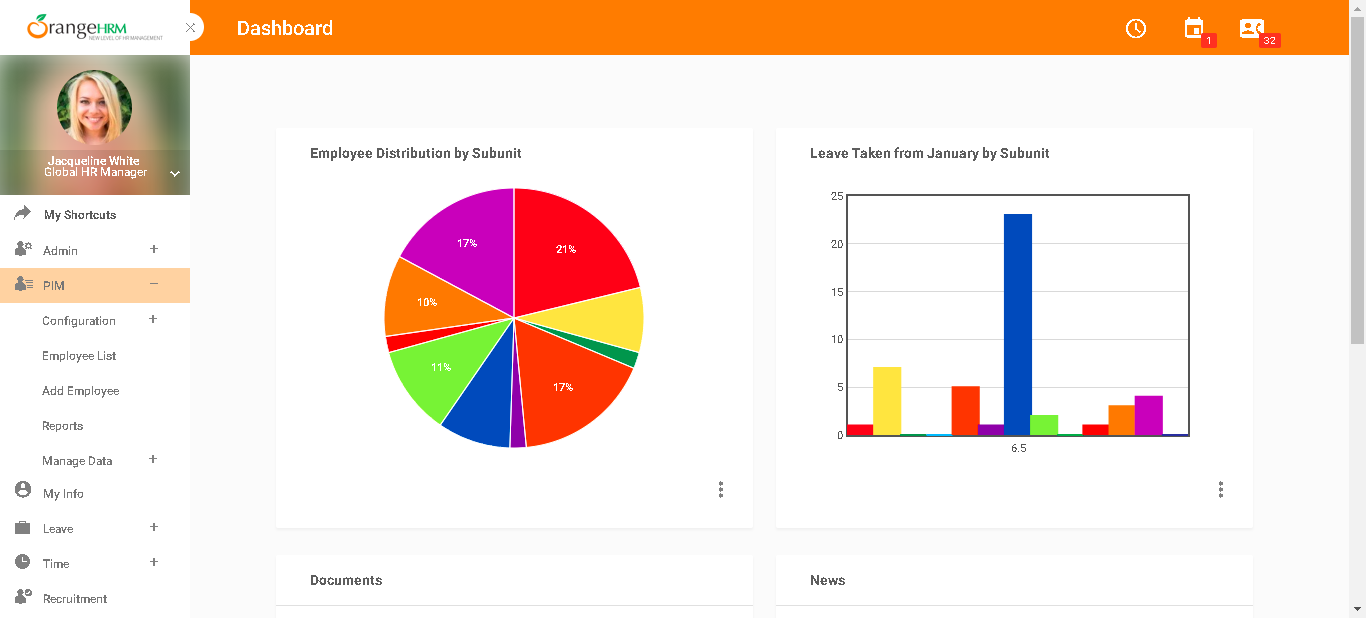 OrangeHRM
NEW LEVEL OF HR MANAGEMENT
Dashboard
1
32
Jacqueline White
Global HR Manager
My Shortcuts
Admin
PIM
Configuration
Employee List
Add Employee
Reports
Manage Data
My Info
Leave
Time
Recruitment
Employee Distribution by Subunit
17%
21%
10%
11%
17%
Leave Taken from January by Subunit
25
20
15
10
5
0
6.5
Documents
News